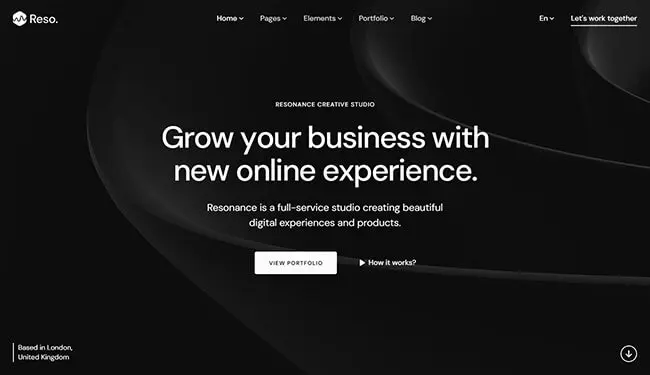 Reso.
Home
Pages
Elements
Portfolio
Blog
En
Let's work together
RESONANCE CREATIVE STUDIO
Grow your business with
new online experience.
Resonance is a full-service studio creating beautiful
digital experiences and products.
VIEW PORTFOLIO
How it works?
Based in London,
United Kingdom